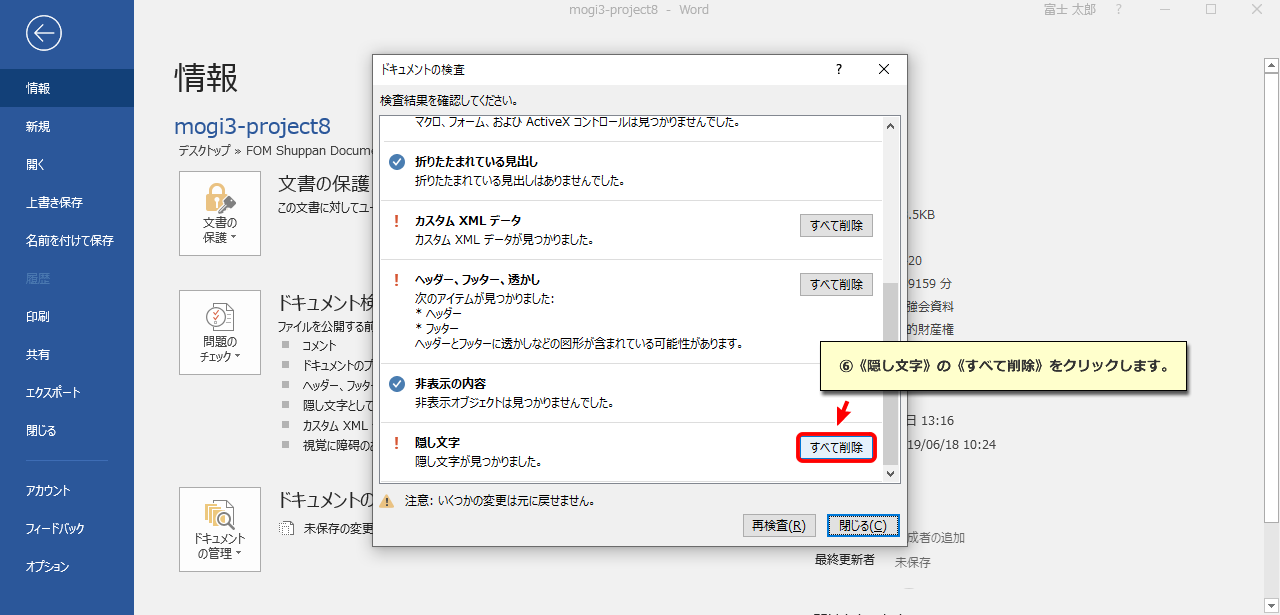 mogi3-project8 - Word
富士 太郎
?
情報
新規
開く
上書き保存
名前を付けて保存
履歴
印刷
共有
エクスポート
閉じる
アカウント
フィードバック
オプション
情報
mogi3-project8
デスクトップ » FOM Shuppan Docume
文書の
保護
文書の保護
この文書に対してユー
問題の
チェック
ドキュメント検
ファイルを公開する前
コメント
ドキュメントのプ
ヘッダー、フッター
隠し文字として
カスタム XML
視覚に障碍のあ
ドキュメント
の管理
ドキュメントの
未保存の変更
ドキュメントの検査
?
検査結果を確認してください。
マクロ、フォーム、および ActiveX コントロールは見つかりませんでした。
折りたたまれている見出し
折りたたまれている見出しはありませんでした。
カスタム XML データ
カスタム XML データが見つかりました。
すべて削除
ヘッダー、フッター、透かし
次のアイテムが見つかりました:
* ヘッダー
* フッター
ヘッダーとフッターに透かしなどの図形が含まれている可能性があります。
すべて削除
非表示の内容
非表示オブジェクトは見つかりませんでした。
隠し文字
隠し文字が見つかりました。
すべて削除
注意: いくつかの変更は元に戻せません。
再検査(R)
閉じる(C)
⑥《隠し文字》の《すべて削除》をクリックします。
.5KB
20
9159 分
強会資料
的財産権
日 13:16
19/06/18 10:24
成者の追加
最終更新者
未保存